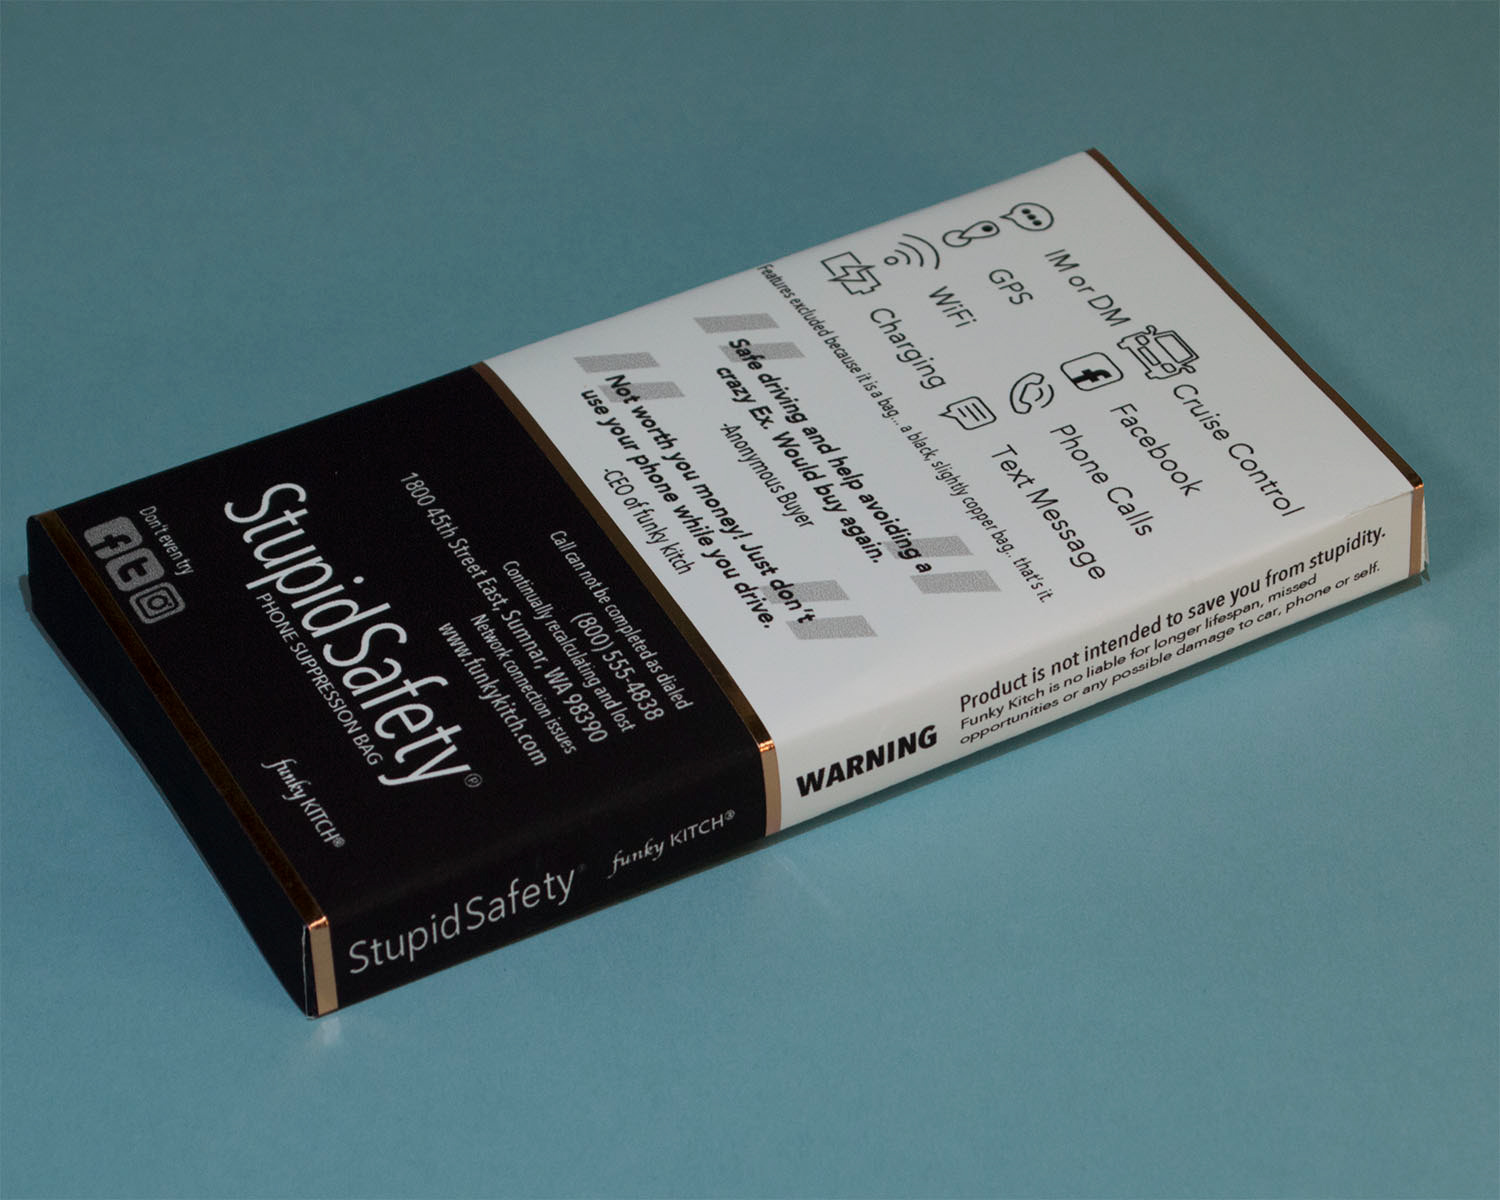 IM or DM
GPS
WiFi
Charging
Cruise Control
Facebook
Phone Calls
Text Message
Features excluded because it is a bag... a black, slightly copper bag.. that's it.
Safe driving and help avoiding a
crazy Ex. Would buy again.
-Anonymous Buyer
Not worth you money! Just don't
use your phone while you drive.
-CEO of funky kitch
Call can not be completed as dialed
(800) 555-4838
Continually recalculating and lost
1800 45th Street East, Sumnar, WA 98390
Network connection issues
www.funkykitch.com
StupidSafety®
PHONE SUPPRESSION BAG
Don't even try
funky KITCH®
StupidSafety
funky KITCH®
WARNING
Product is not intended to save you from stupidity.
Funky Kitch is no liable for longer lifespan, missed
opportunities or any possible damage to car, phone or self.